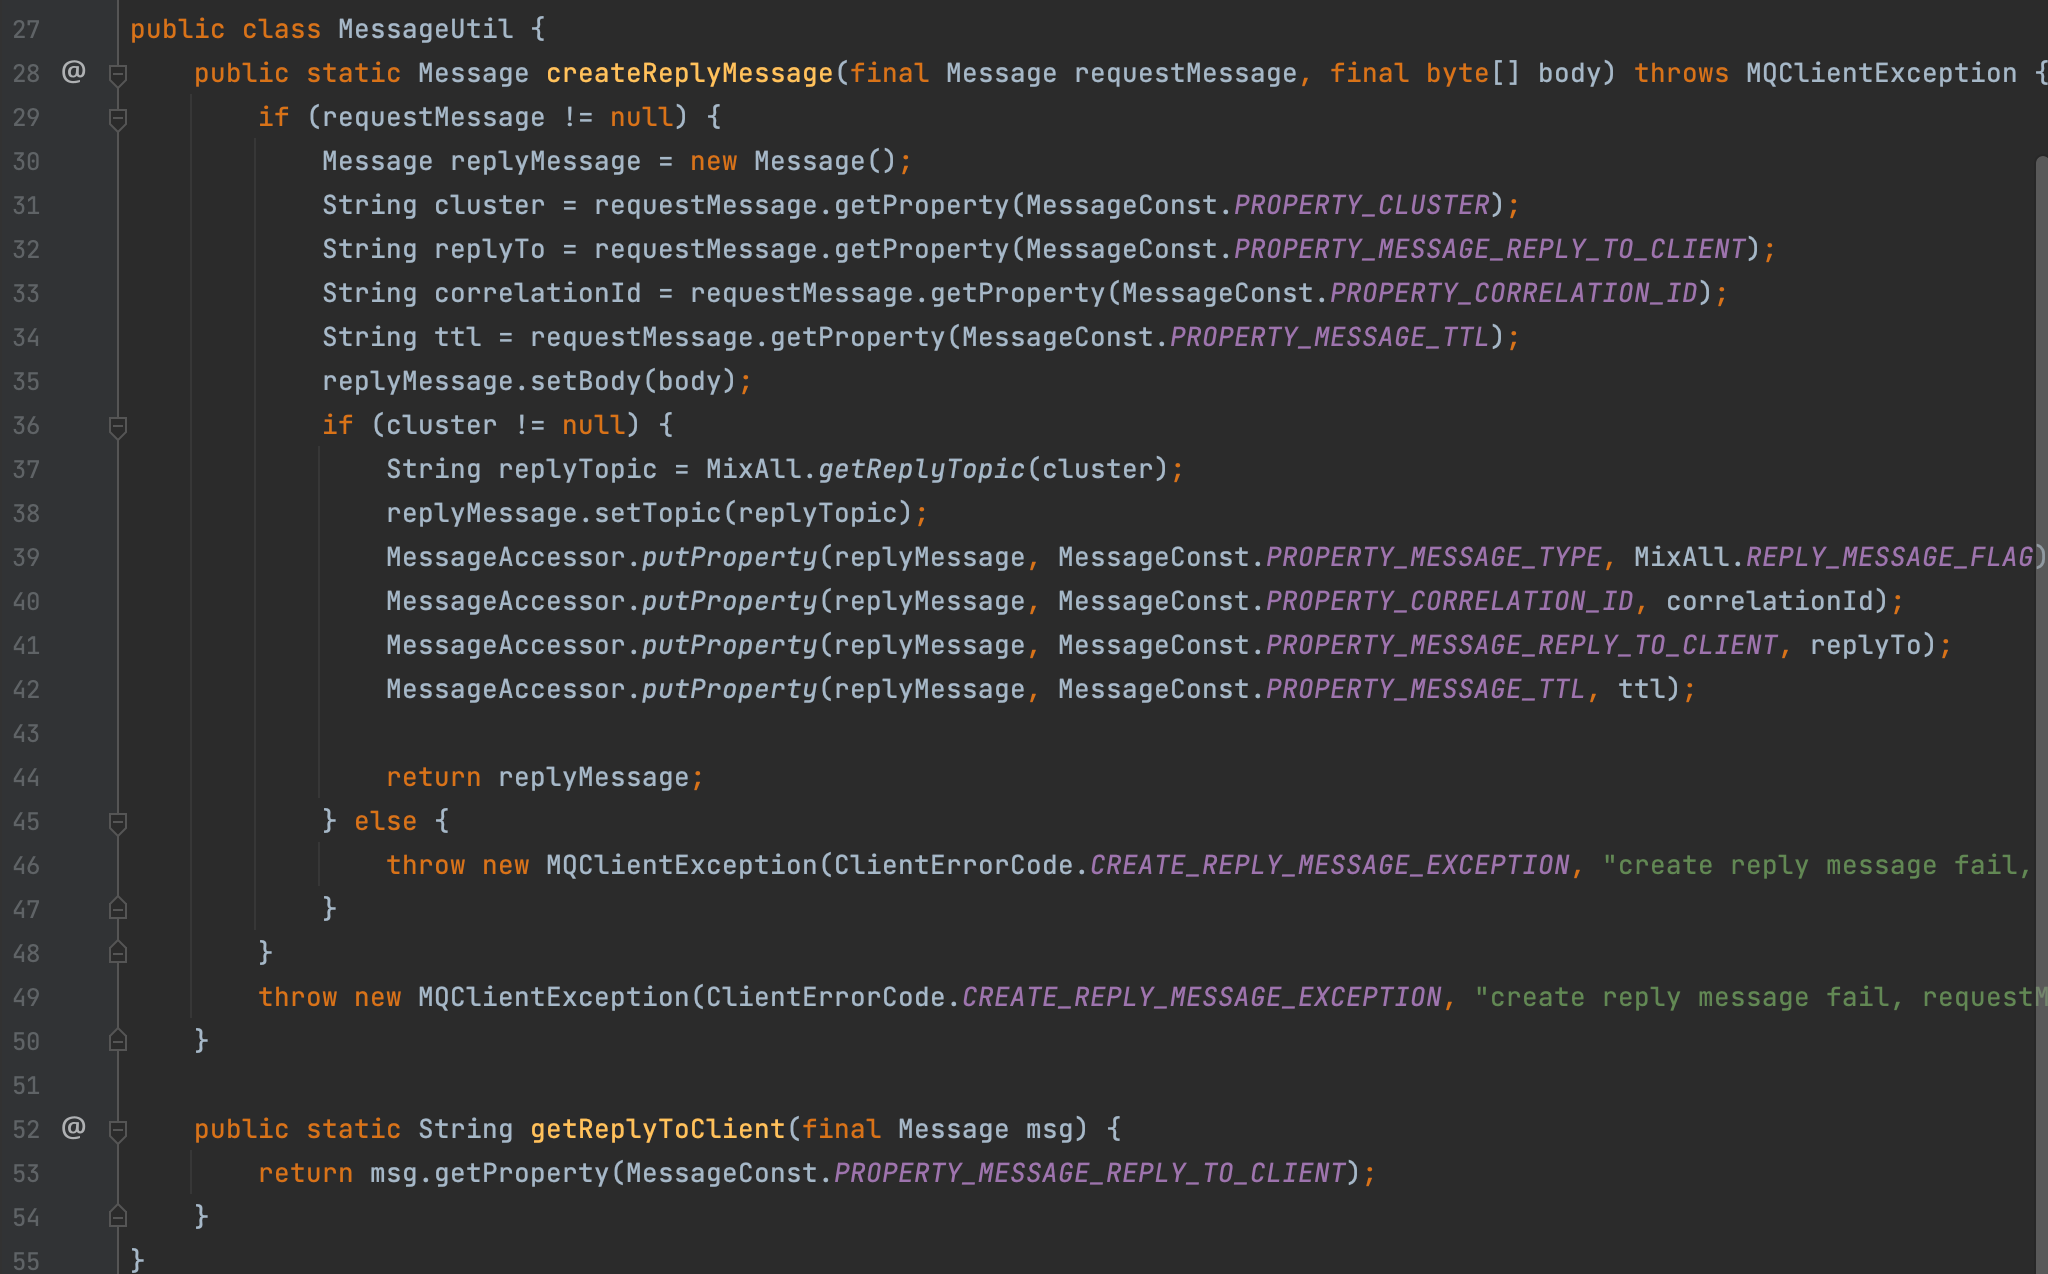 27 public class MessageUtil {
28 @ public static Message createReplyMessage(final Message requestMessage, final byte[] body) throws MQClientException {
29 if (requestMessage != null) {
30 Message replyMessage = new Message();
31 String cluster = requestMessage.getProperty(MessageConst.PROPERTY_CLUSTER);
32 String replyTo = requestMessage.getProperty(MessageConst.PROPERTY_MESSAGE_REPLY_TO_CLIENT);
33 String correlationId = requestMessage.getProperty(MessageConst.PROPERTY_CORRELATION_ID);
34 String ttl = requestMessage.getProperty(MessageConst.PROPERTY_MESSAGE_TTL);
35 replyMessage.setBody(body);
36 if (cluster != null) {
37 String replyTopic = MixAll.getReplyTopic(cluster);
38 replyMessage.setTopic(replyTopic);
39 MessageAccessor.putProperty(replyMessage, MessageConst.PROPERTY_MESSAGE_TYPE, MixAll.REPLY_MESSAGE_FLAG)
40 MessageAccessor.putProperty(replyMessage, MessageConst.PROPERTY_CORRELATION_ID, correlationId);
41 MessageAccessor.putProperty(replyMessage, MessageConst.PROPERTY_MESSAGE_REPLY_TO_CLIENT, replyTo);
42 MessageAccessor.putProperty(replyMessage, MessageConst.PROPERTY_MESSAGE_TTL, ttl);
43
44 return replyMessage;
45 } else {
46 throw new MQClientException(ClientErrorCode.CREATE_REPLY_MESSAGE_EXCEPTION, "create reply message fail,
47 }
48 }
49 throw new MQClientException(ClientErrorCode.CREATE_REPLY_MESSAGE_EXCEPTION, "create reply message fail, requestM
50 }
51
52 @ public static String getReplyToClient(final Message msg) {
53 return msg.getProperty(MessageConst.PROPERTY_MESSAGE_REPLY_TO_CLIENT);
54 }
55 }